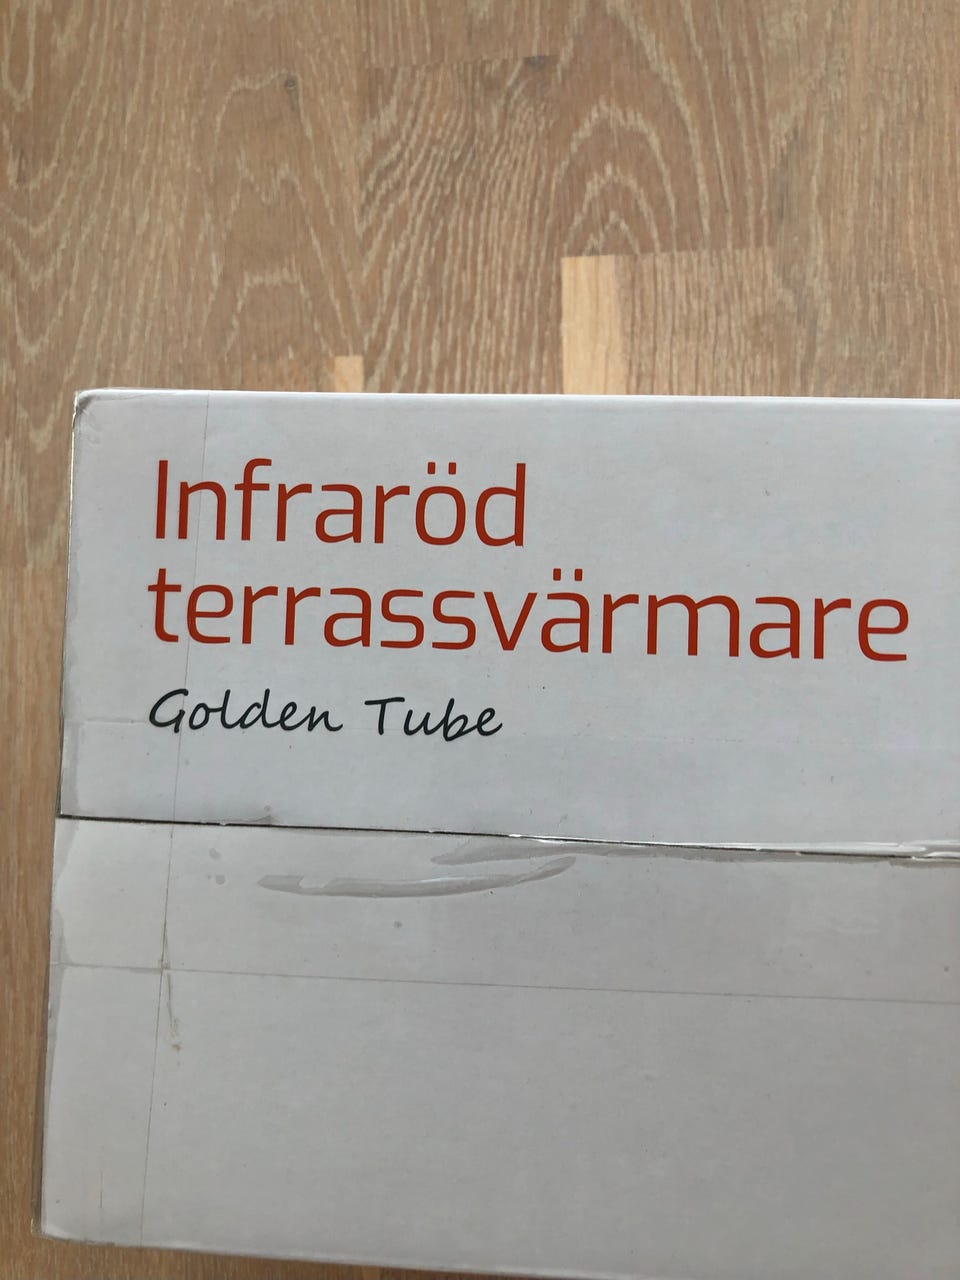 Infraröd
terrassvärmare
Golden Tube